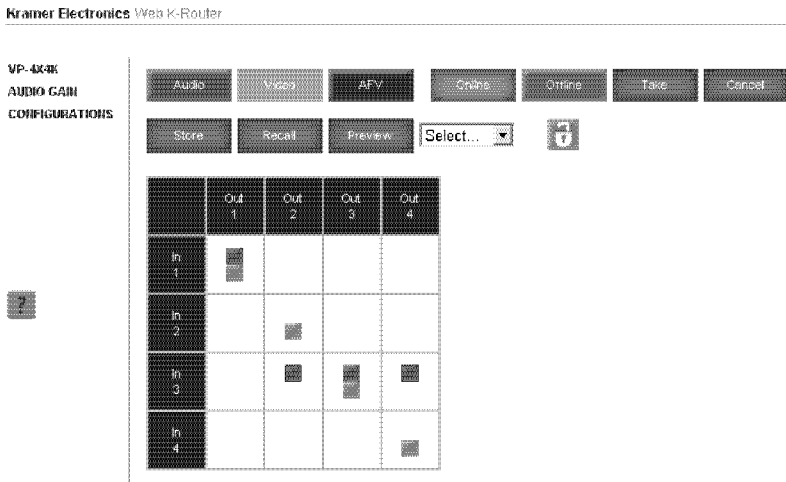 Kramer Electronics Web K-Router
VP-4X4K
AUDIO GAIN
CONFIGURATIONS
Audio Video AFV Online Offline Take Cancel
Store Recall Preview Select...
Out 1 Out 2 Out 3 Out 4
In 1
In 2
In 3
In 4
?